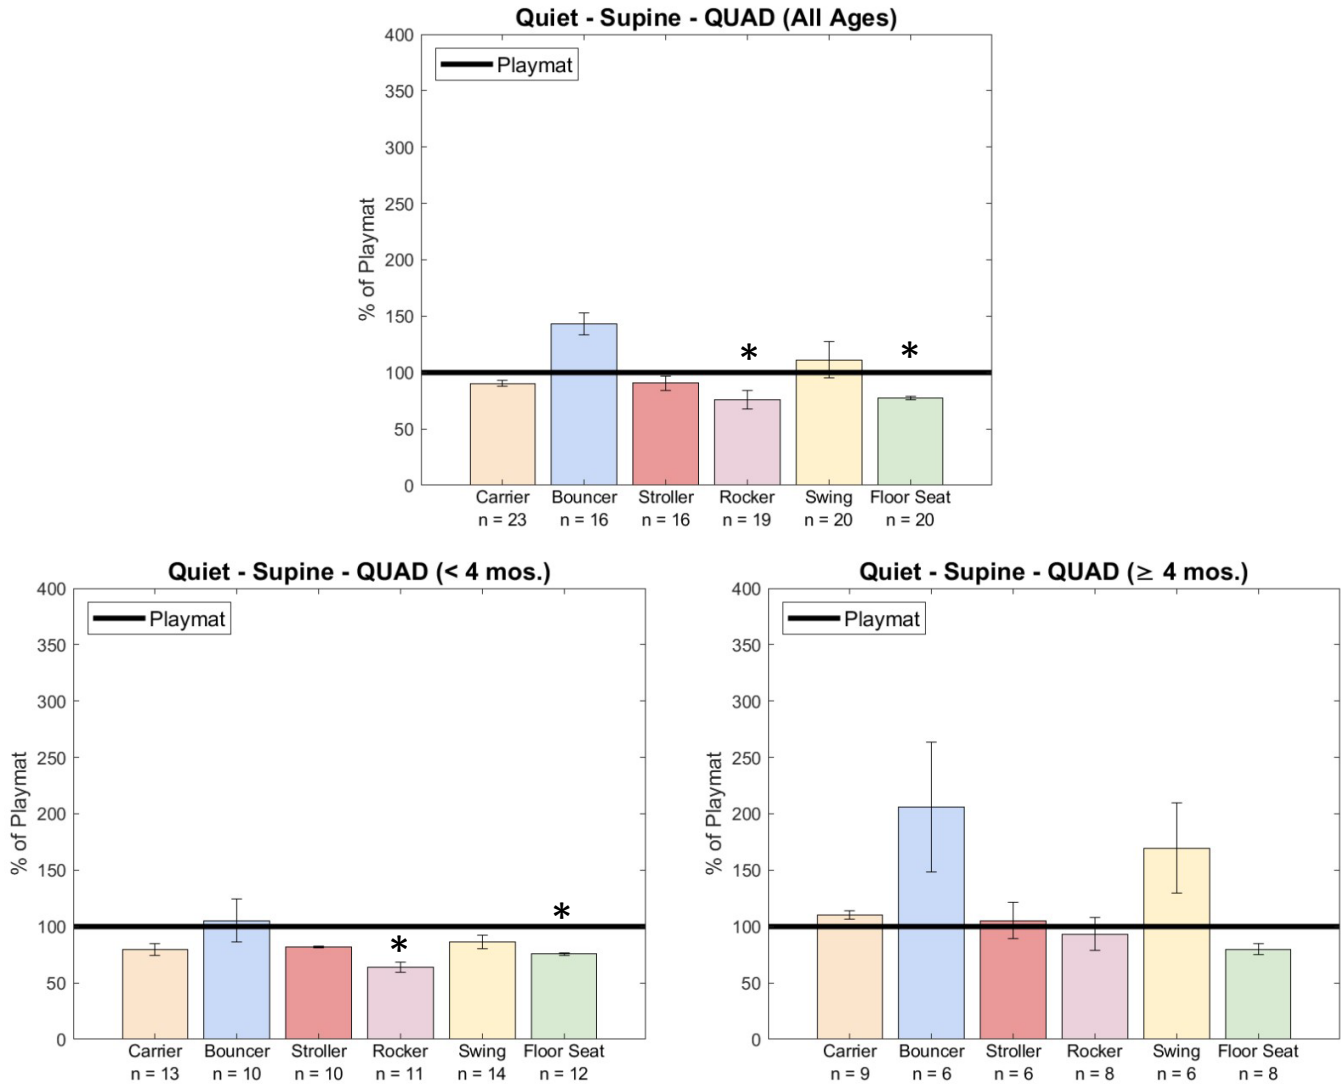 Quiet - Supine - QUAD (All Ages)
Playmat
% of Playmat
400
350
300
250
200
150
100
50
0
* *
Carrier Bouncer Stroller Rocker Swing Floor Seat
n = 23 n = 16 n = 16 n = 19 n = 20 n = 20
Quiet - Supine - QUAD (< 4 mos.)
Playmat
% of Playmat
400
350
300
250
200
150
100
50
0
* *
Carrier Bouncer Stroller Rocker Swing Floor Seat
n = 13 n = 10 n = 10 n = 11 n = 14 n = 12
Quiet - Supine - QUAD (≥ 4 mos.)
Playmat
% of Playmat
400
350
300
250
200
150
100
50
0
Carrier Bouncer Stroller Rocker Swing Floor Seat
n = 9 n = 6 n = 6 n = 8 n = 6 n = 8